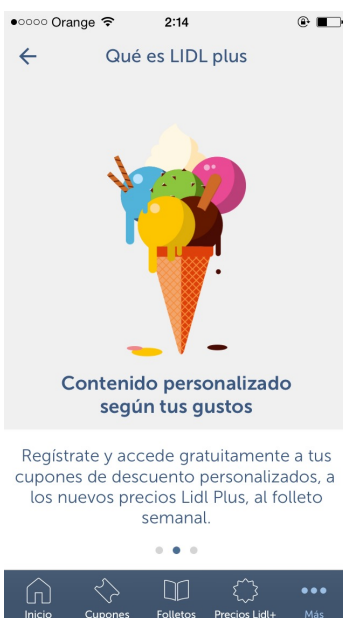 Orange 2:14
Qué es LIDL plus
Contenido personalizado
según tus gustos
Regístrate y accede gratuitamente a tus
cupones de descuento personalizados, a
los nuevos precios Lidl Plus, al folleto
semanal.
Inicio Cupones Folletos Precios Lidl+ Más